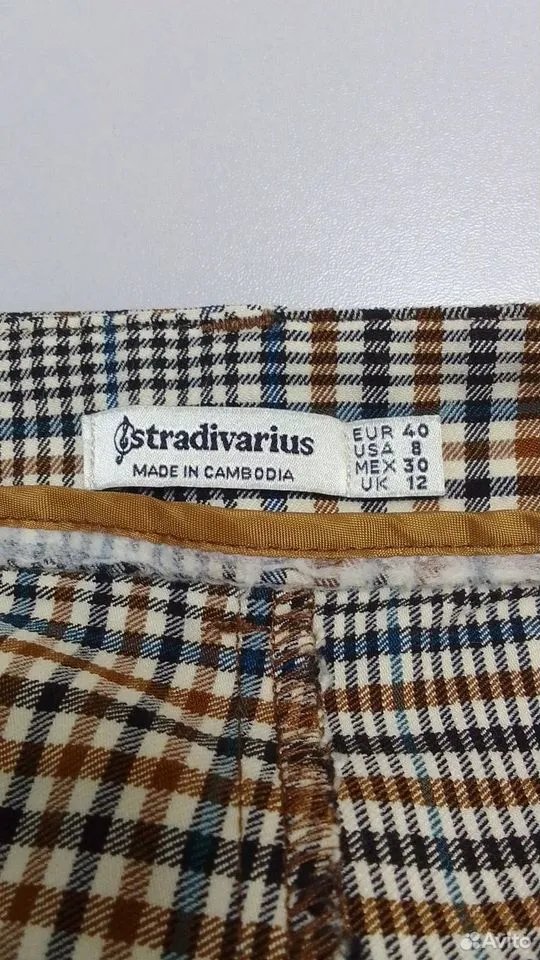 stradivarius
MADE IN CAMBODIA
EUR 40
USA 8
MEX 30
UK 12
Avito